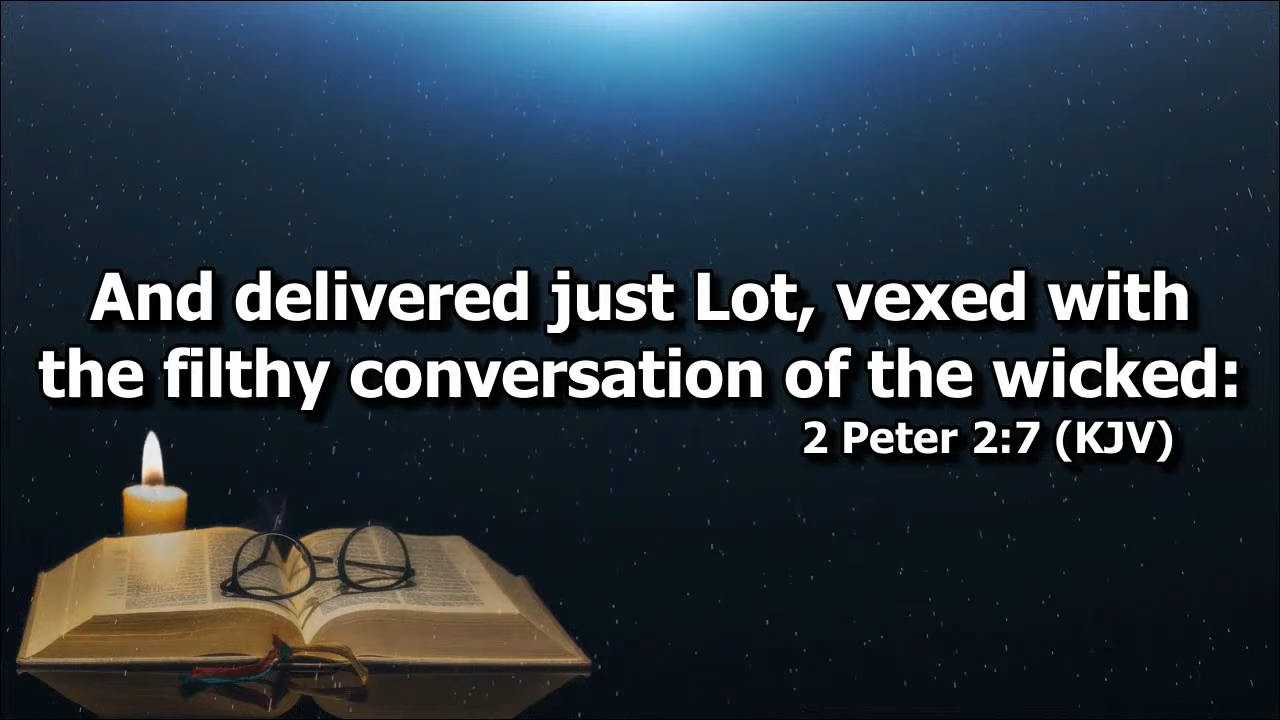 And delivered just Lot, vexed with
the filthy conversation of the wicked:
2 Peter 2:7 (KJV)